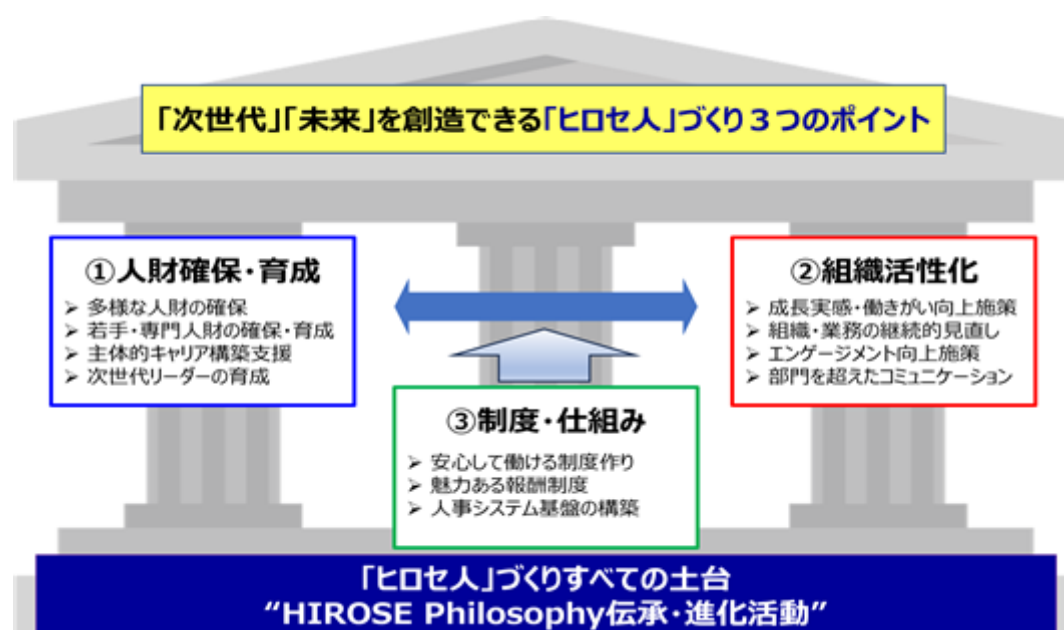 「次世代」「未来」を創造できる「ヒロセ人」づくり３つのポイント
①人財確保・育成
➢ 多様な人財の確保
➢ 若手・専門人財の確保・育成
➢ 主体的キャリア構築支援
➢ 次世代リーダーの育成
②組織活性化
➢ 成長実感・働きがい向上施策
➢ 組織・業務の継続的見直し
➢ エンゲージメント向上施策
➢ 部門を超えたコミュニケーション
③制度・仕組み
➢ 安心して働ける制度作り
➢ 魅力ある報酬制度
➢ 人事システム基盤の構築
「ヒロセ人」づくりすべての土台
“HIROSE Philosophy伝承・進化活動”